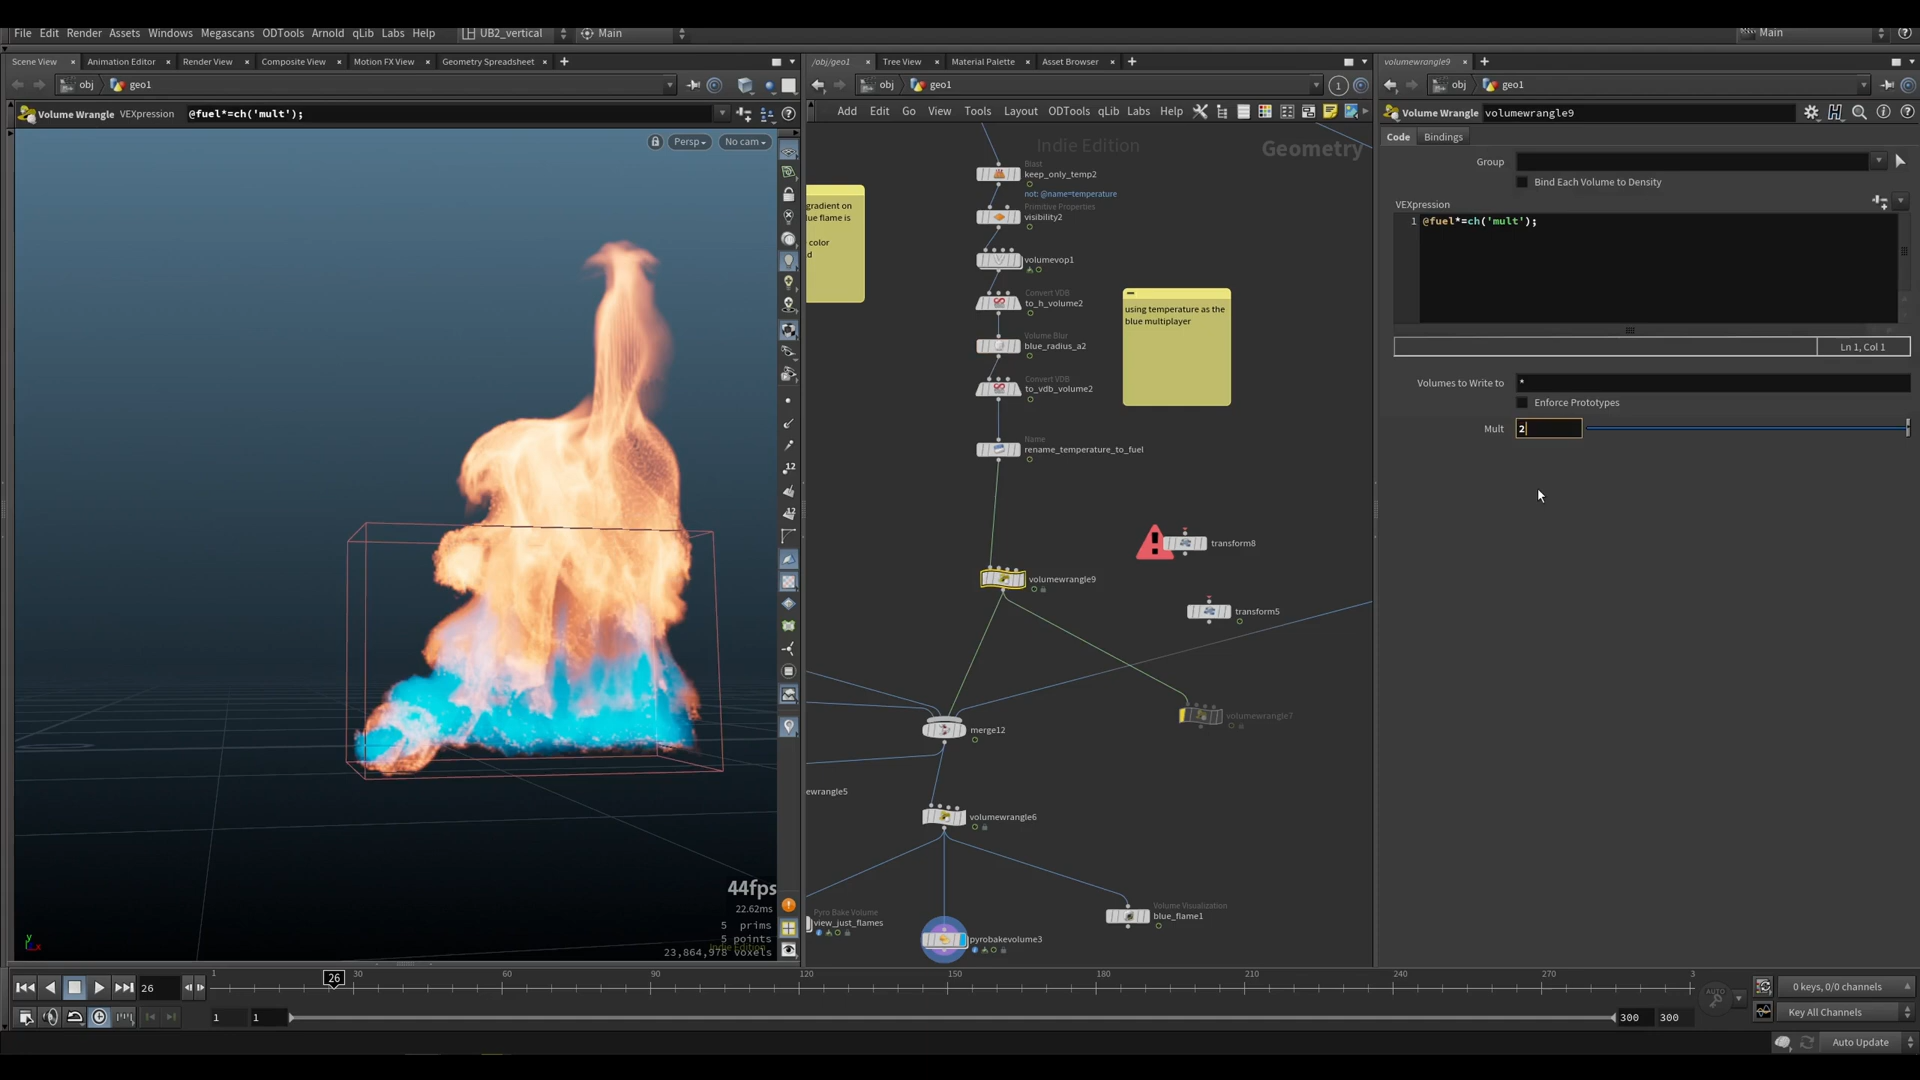 File Edit Render Assets Windows Megascans ODTools Arnold qLib Labs Help UB2_vertical Main Main
Scene View Animation Editor Render View Composite View Motion FX View Geometry Spreadsheet
obj geo1
Volume Wrangle VEXpression @fuel*=ch('mult');
Persp No cam
12
12
44fps
22.62ms
5 prims
5 points
Indie Edition
23,864,978 voxels
/obj/geo1 Tree View Material Palette Asset Browser
obj geo1 1
Add Edit Go View Tools Layout ODTools qLib Labs Help
Indie Edition
Geometry
gradient on
ue flame is
color
d
Blast
keep_only_temp2
not: @name=temperature
Primitive Properties
visibility2
volumevop1
Convert VDB
to_h_volume2
Volume Blur
blue_radius_a2
Convert VDB
to_vdb_volume2
using temperature as the
blue multiplayer
Name
rename_temperature_to_fuel
transform8
volumewrangle9
transform5
volumewrangle7
merge12
ewrangle5
volumewrangle6
Pyro Bake Volume
view_just_flames
Volume Visualization
blue_flame1
pyrobakevolume3
volumewrangle9
obj geo1
Volume Wrangle volumewrangle9
Code Bindings
Group
Bind Each Volume to Density
VEXpression
1 @fuel*=ch('mult');
Ln 1, Col 1
Volumes to Write to *
Enforce Prototypes
Mult 2
26 1 26 30 60 90 120 150 180 210 240 270 3
AUTO
0 keys, 0/0 channels
1 1 300 300
Key All Channels
Auto Update